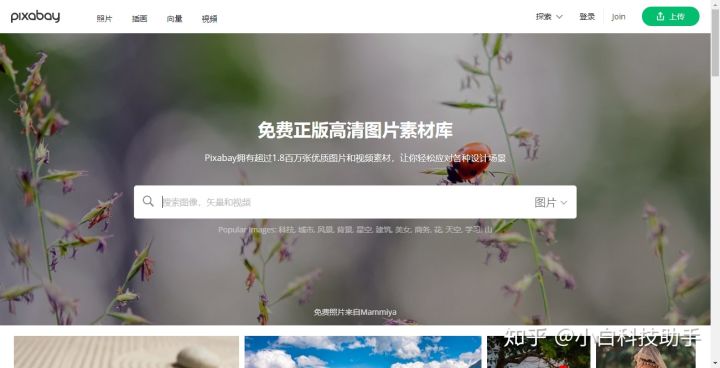 pixabay
照片 插画 向量 视频
探索 登录 Join 上传
免费正版高清图片素材库
Pixabay拥有超过1.8百万张优质图片和视频素材，让你轻松应对各种设计场景
搜索图像、矢量和视频
图片
Popular Images: 科技, 城市, 风景, 背景, 星空, 建筑, 美女, 商务, 花, 天空, 学习, 山
免费照片来自Mammiya
知乎 @小白科技助手